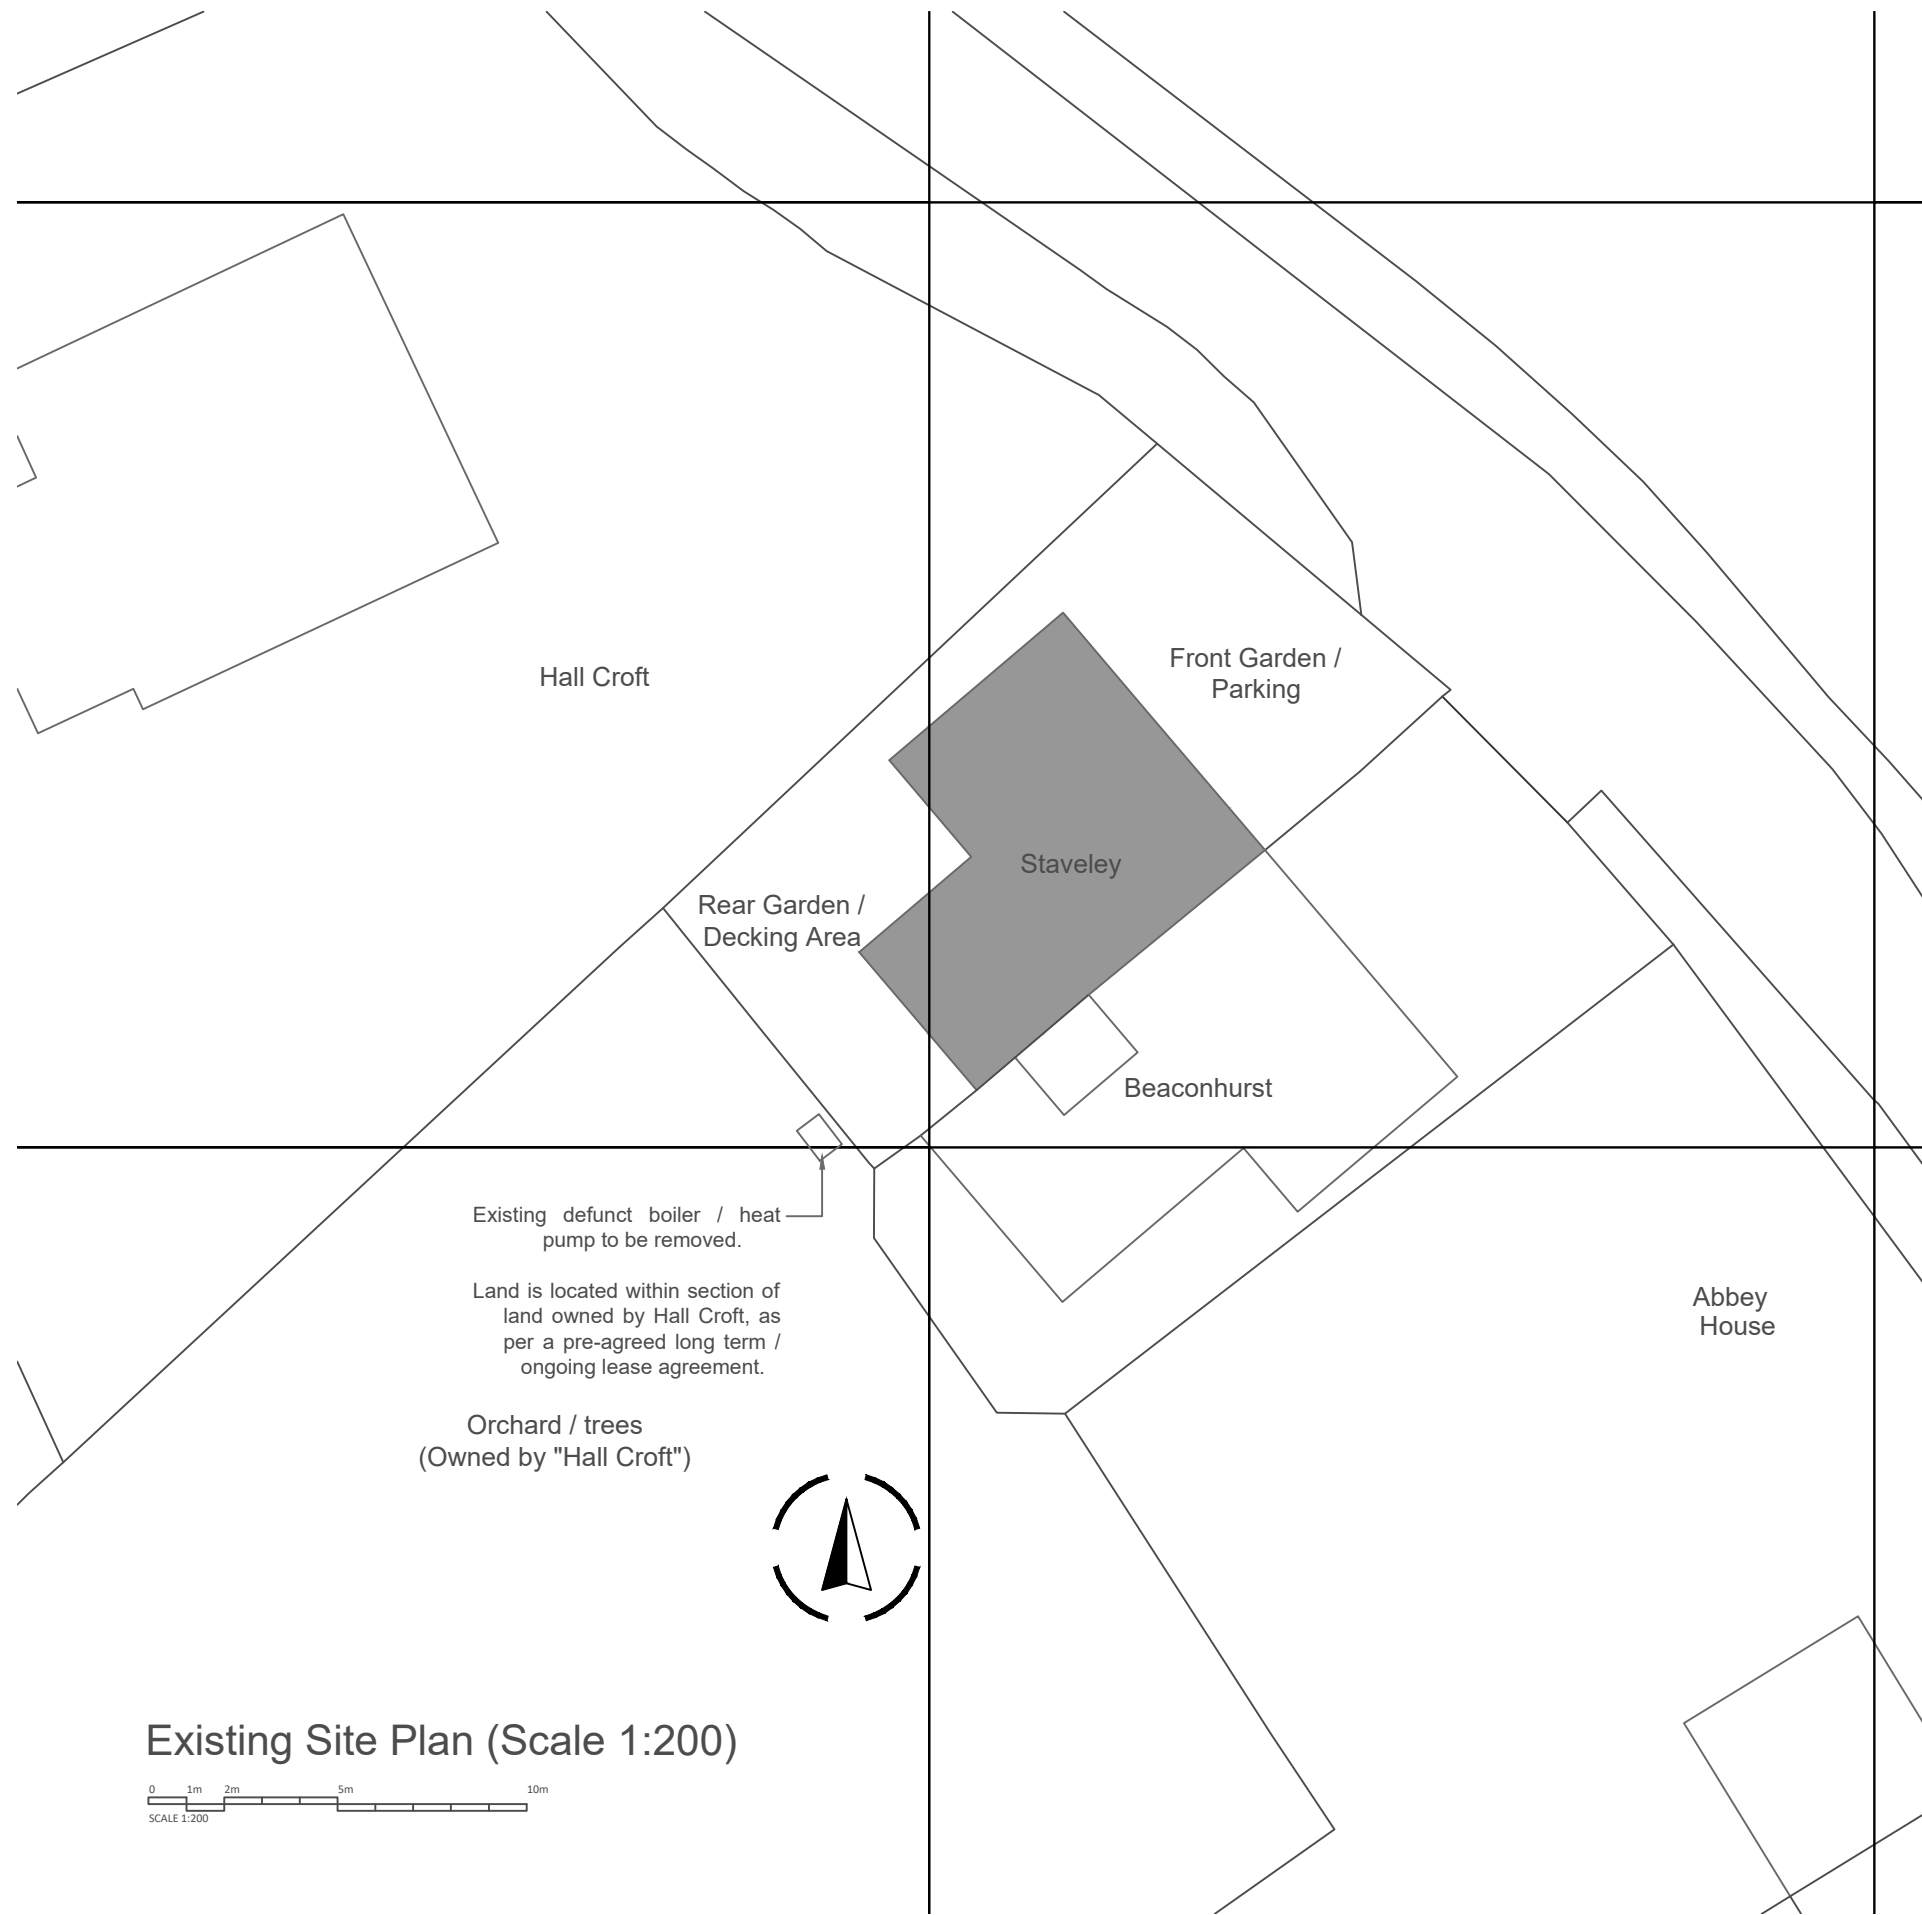 Hall Croft
Front Garden /
Parking
Staveley
Rear Garden /
Decking Area
Beaconhurst
Existing defunct boiler / heat
pump to be removed.
Land is located within section of
land owned by Hall Croft, as
per a pre-agreed long term /
ongoing lease agreement.
Abbey
House
Orchard / trees
(Owned by "Hall Croft")
Existing Site Plan (Scale 1:200)
0 1m 2m 5m 10m
SCALE 1:200